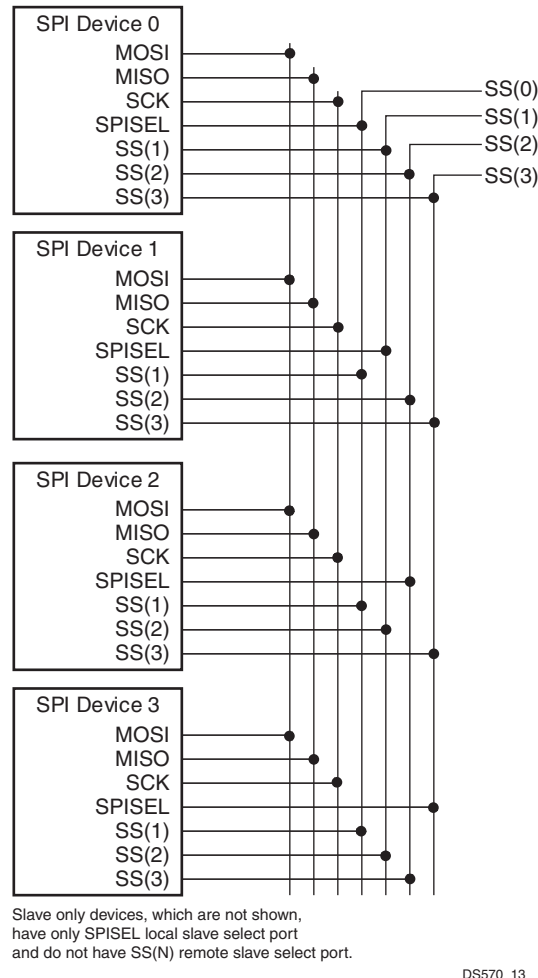 SPI Device 0
MOSI
MISO
SCK
SPISEL
SS(1)
SS(2)
SS(3)
SS(0)
SS(1)
SS(2)
SS(3)
SPI Device 1
MOSI
MISO
SCK
SPISEL
SS(1)
SS(2)
SS(3)
SPI Device 2
MOSI
MISO
SCK
SPISEL
SS(1)
SS(2)
SS(3)
SPI Device 3
MOSI
MISO
SCK
SPISEL
SS(1)
SS(2)
SS(3)
Slave only devices, which are not shown,
have only SPISEL local slave select port
and do not have SS(N) remote slave select port.
DS570_13